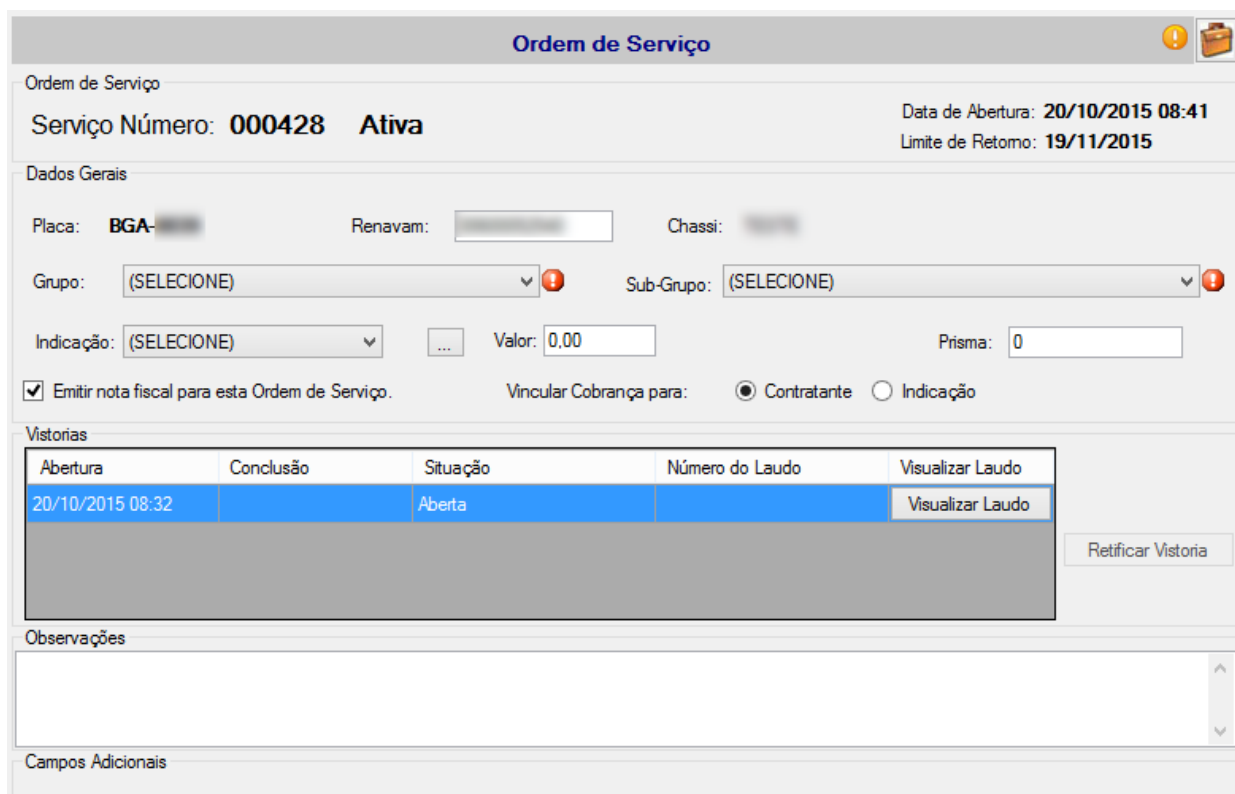 Ordem de Serviço
Ordem de Serviço
Serviço Número: 000428 Ativa
Data de Abertura: 20/10/2015 08:41
Limite de Retorno: 19/11/2015
Dados Gerais
Placa: BGA-
Renavam:
Chassi:
Grupo: (SELECIONE)
Sub-Grupo: (SELECIONE)
Indicação: (SELECIONE) ... Valor: 0,00 Prisma: 0
Emitir nota fiscal para esta Ordem de Serviço. Vincular Cobrança para: Contratante Indicação
Vistorias
Abertura Conclusão Situação Número do Laudo Visualizar Laudo
20/10/2015 08:32 Aberta Visualizar Laudo
Retificar Vistoria
Observações
Campos Adicionais